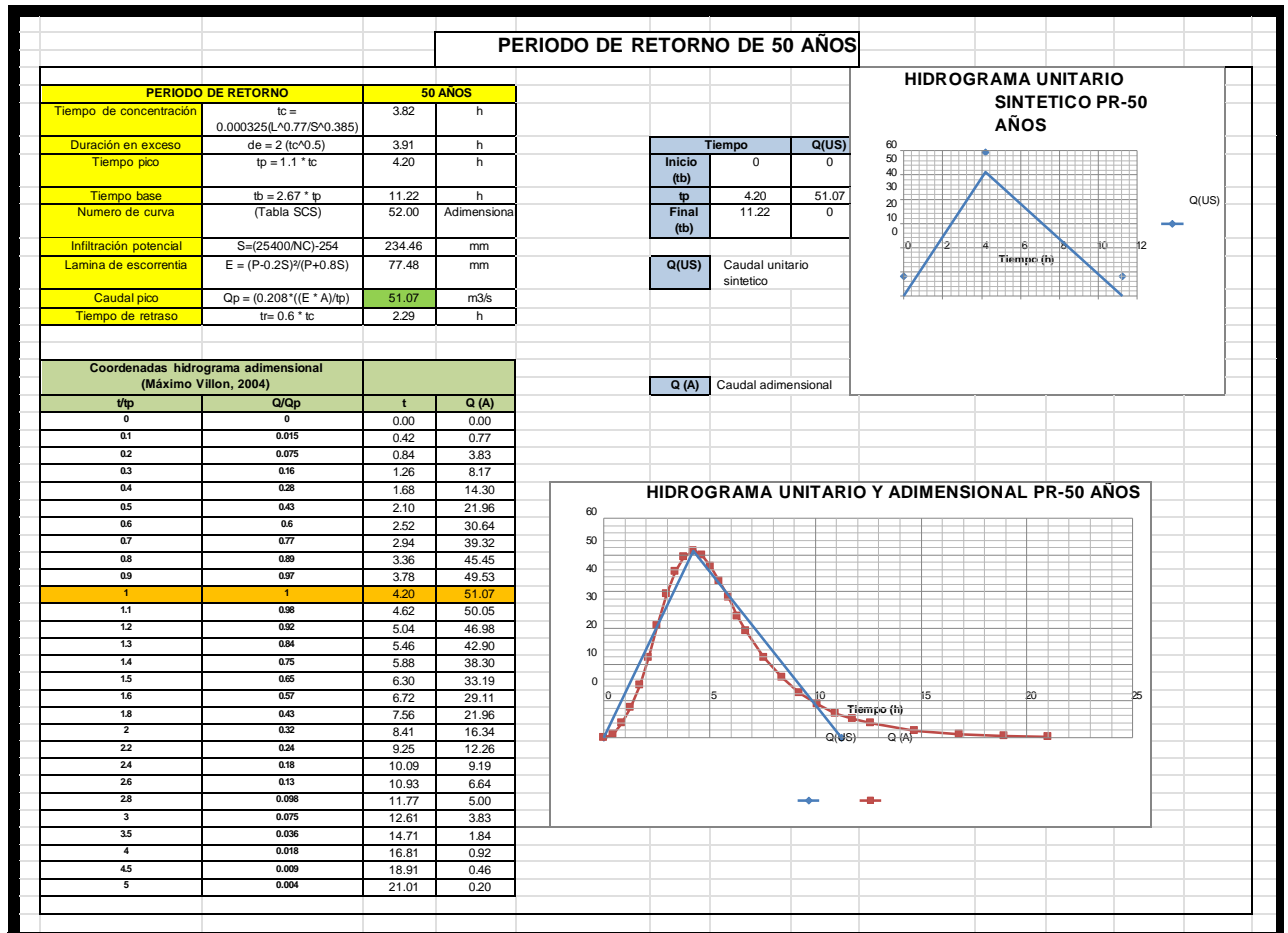 PERIODO DE RETORNO DE 50 AÑOS
PERIODO DE RETORNO 50 AÑOS
Tiempo de concentración tc = 0.000325(L^0.77/S^0.385) 3.82 h
Duración en exceso de = 2 (tc^0.5) 3.91 h
Tiempo pico tp = 1.1 * tc 4.20 h
Tiempo base tb = 2.67 * tp 11.22 h
Numero de curva (Tabla SCS) 52.00 Adimensiona
Infiltración potencial S=(25400/NC)-254 234.46 mm
Lamina de escorrentia E = (P-0.2S)²/(P+0.8S) 77.48 mm
Caudal pico Qp = (0.208*((E * A)/tp) 51.07 m3/s
Tiempo de retraso tr= 0.6 * tc 2.29 h
Tiempo Q(US)
Inicio (tb) 0 0
tp 4.20 51.07
Final (tb) 11.22 0
Q(US) Caudal unitario
sintetico
HIDROGRAMA UNITARIO
SINTETICO PR-50
AÑOS
60
50
40
30
20
10
0
0 2 4 6 8 10 12
Tiempo (h)
Q(US)
Q (A) Caudal adimensional
Coordenadas hidrograma adimensional
(Máximo Villon, 2004)
t/tp Q/Qp t Q (A)
0 0 0.00 0.00
0.1 0.015 0.42 0.77
0.2 0.075 0.84 3.83
0.3 0.16 1.26 8.17
0.4 0.28 1.68 14.30
0.5 0.43 2.10 21.96
0.6 0.6 2.52 30.64
0.7 0.77 2.94 39.32
0.8 0.89 3.36 45.45
0.9 0.97 3.78 49.53
1 1 4.20 51.07
1.1 0.98 4.62 50.05
1.2 0.92 5.04 46.98
1.3 0.84 5.46 42.90
1.4 0.75 5.88 38.30
1.5 0.65 6.30 33.19
1.6 0.57 6.72 29.11
1.8 0.43 7.56 21.96
2 0.32 8.41 16.34
2.2 0.24 9.25 12.26
2.4 0.18 10.09 9.19
2.6 0.13 10.93 6.64
2.8 0.098 11.77 5.00
3 0.075 12.61 3.83
3.5 0.036 14.71 1.84
4 0.018 16.81 0.92
4.5 0.009 18.91 0.46
5 0.004 21.01 0.20
HIDROGRAMA UNITARIO Y ADIMENSIONAL PR-50 AÑOS
60
50
40
30
20
10
0
0 5 10 15 20 25
Tiempo (h)
Q(US) Q (A)